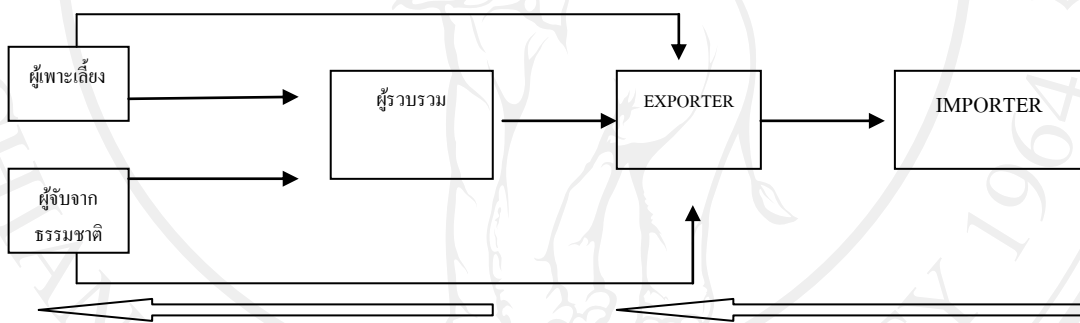 ผู้เพาะเลี้ยง
ผู้รวบรวม
EXPORTER
IMPORTER
ผู้จับจาก
ธรรมชาติ
1964